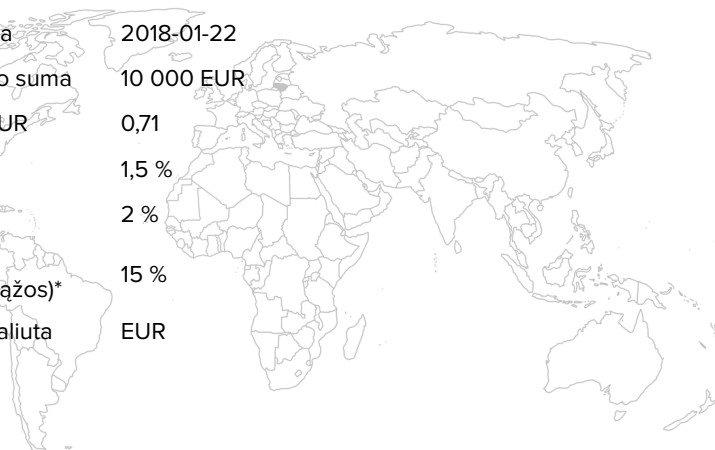 a 2018-01-22
o suma 10 000 EUR
UR 0,71
1,5 %
2 %
15 %
ąžos)*
aliuta EUR